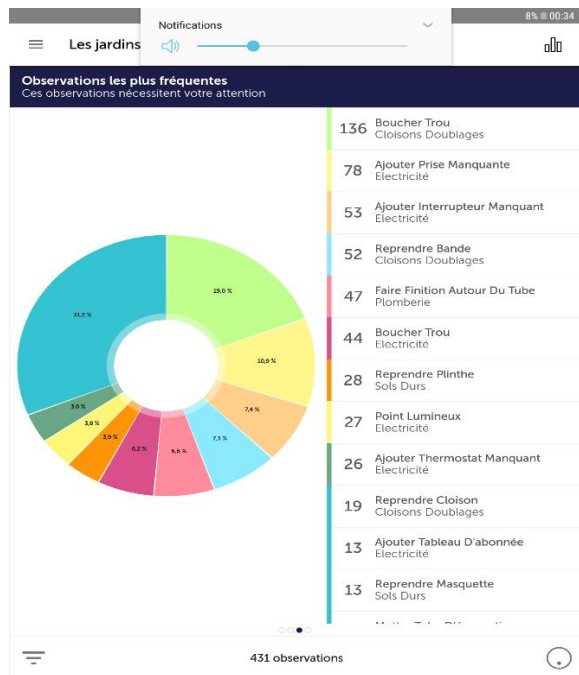 8% 00:34
Notifications
Les jardins
Observations les plus fréquentes
Ces observations nécessitent votre attention
136 Boucher Trou
Cloisons Doublages
78 Ajouter Prise Manquante
Electricité
53 Ajouter Interrupteur Manquant
Electricité
52 Reprendre Bande
Cloisons Doublages
47 Faire Finition Autour Du Tube
Plomberie
44 Boucher Trou
Electricité
28 Reprendre Plinthe
Sols Durs
27 Point Lumineux
Electricité
26 Ajouter Thermostat Manquant
Electricité
19 Reprendre Cloison
Cloisons Doublages
13 Ajouter Tableau D'abonnée
Electricité
13 Reprendre Masquette
Sols Durs
19,0 %
10,9 %
7,4 %
7,3 %
6,6 %
6,2 %
3,9 %
3,8 %
3,6 %
31,2 %
431 observations